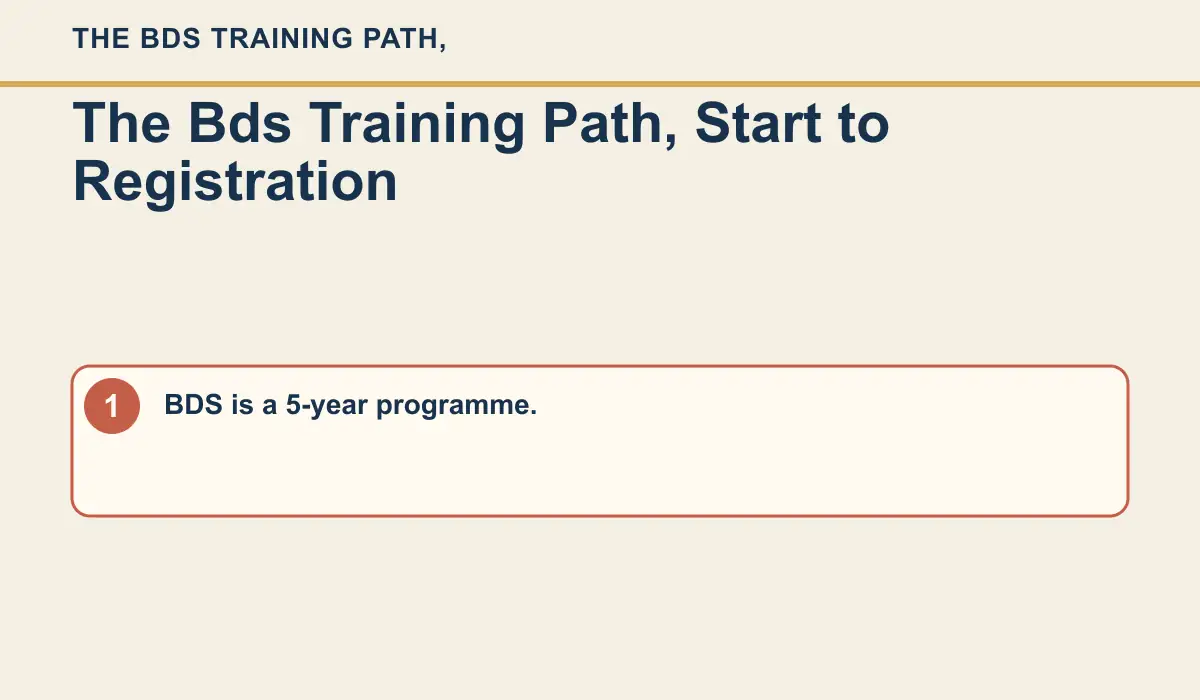 THE BDS TRAINING PATH,
The Bds Training Path, Start to
Registration
1
BDS is a 5-year programme.